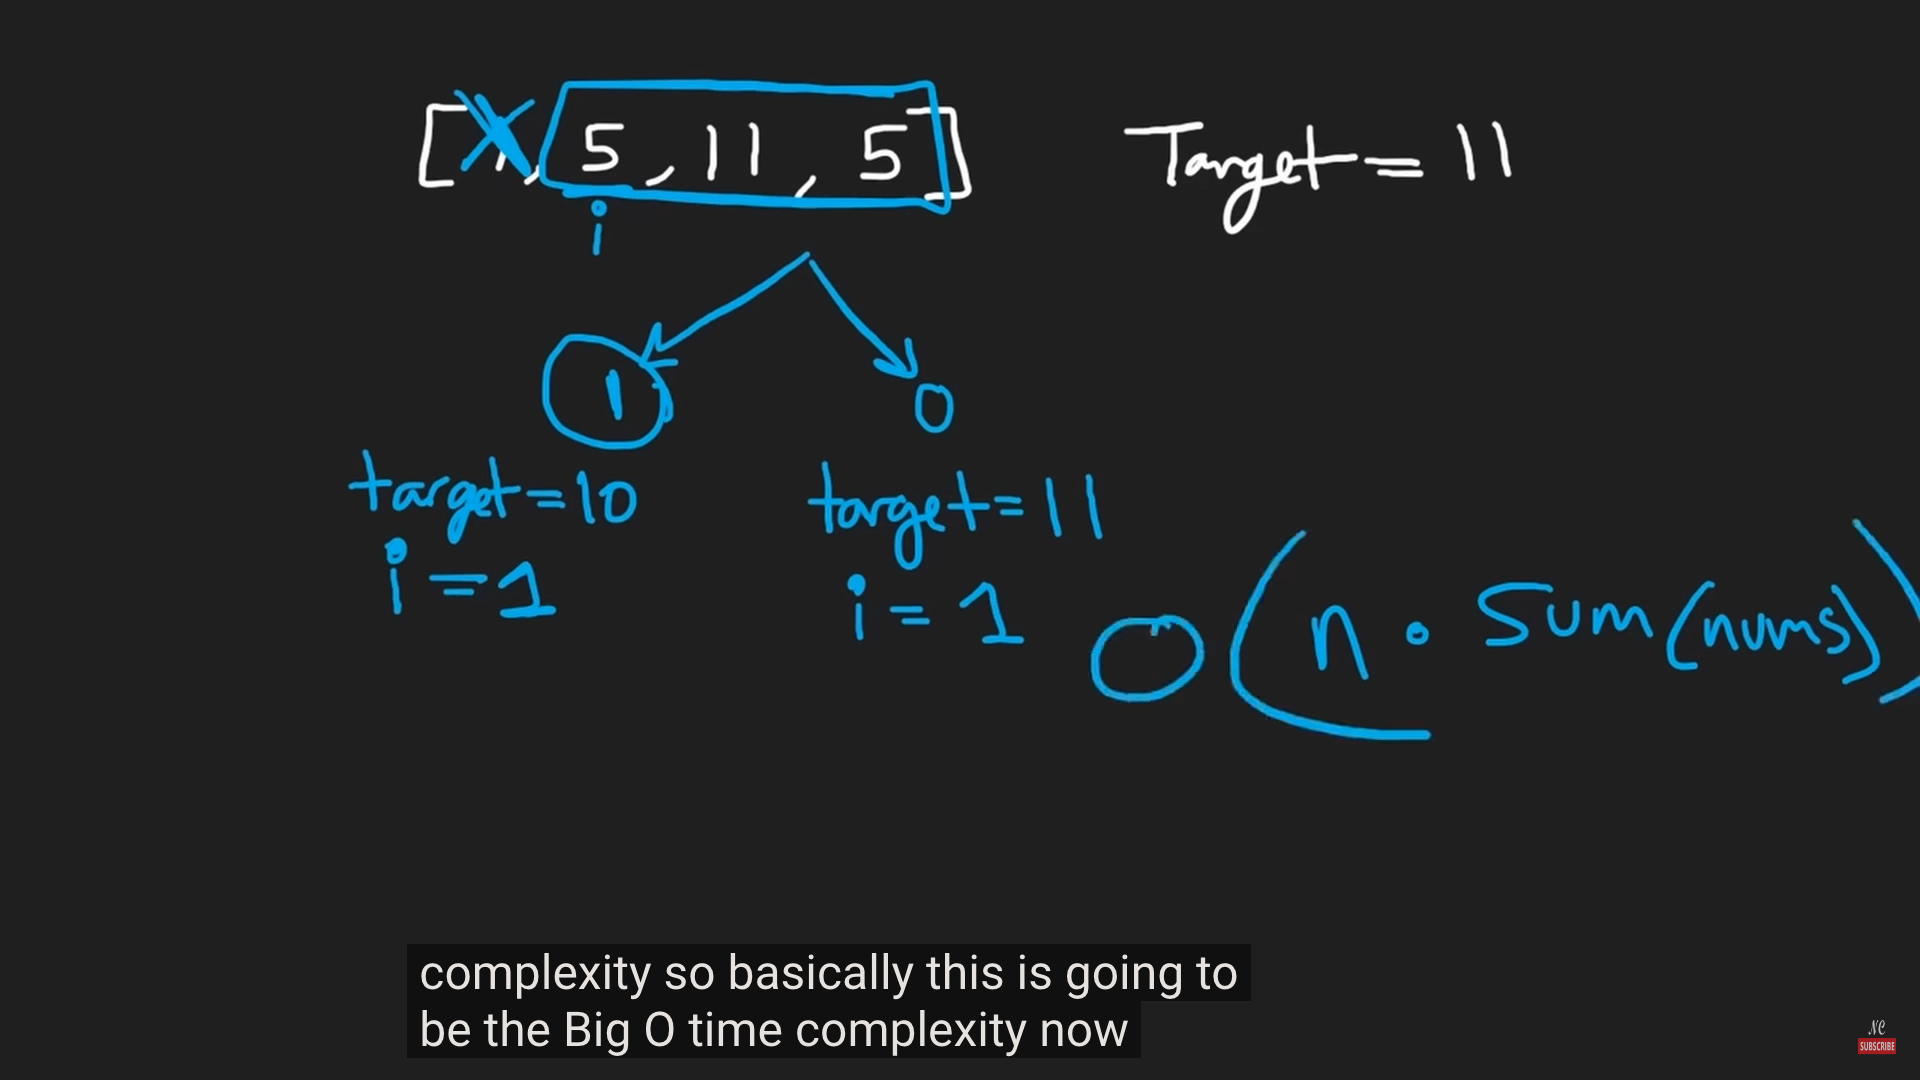 [1, 5, 11, 5] Target = 11
i
1 0
target=10 target=11
i=1 i=1
O(n • sum(nums))
complexity so basically this is going to
be the Big O time complexity now
NC
SUBSCRIBE